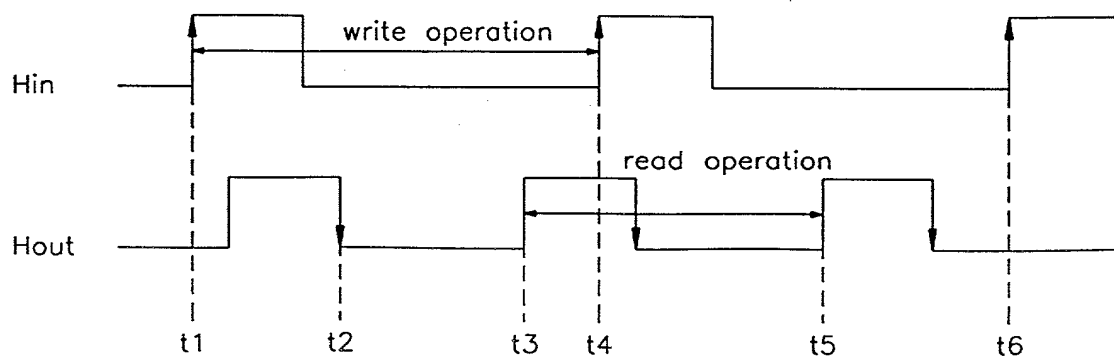 write operation
Hin
read operation
Hout
t1 t2 t3 t4 t5 t6